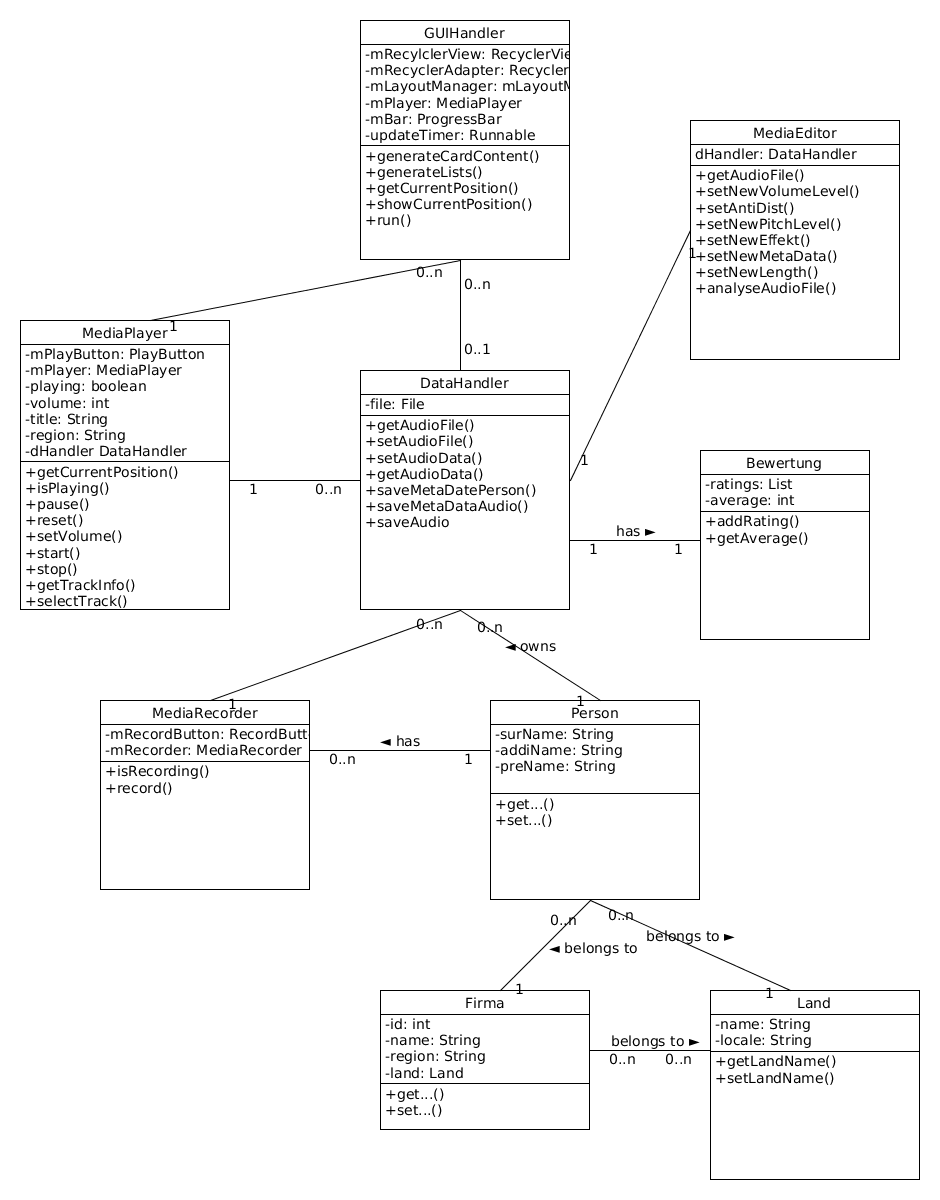 GUIHandler
-mRecylclerView: RecyclerVie
-mRecyclerAdapter: Recycler
-mLayoutManager: mLayoutM
-mPlayer: MediaPlayer
-mBar: ProgressBar
-updateTimer: Runnable
+generateCardContent()
+generateLists()
+getCurrentPosition()
+showCurrentPosition()
+run()
MediaEditor
dHandler: DataHandler
+getAudioFile()
+setNewVolumeLevel()
+setAntiDist()
+setNewPitchLevel()
+setNewEffekt()
+setNewMetaData()
+setNewLength()
+analyseAudioFile()
1
0..n
0..n
1
0..1
MediaPlayer
-mPlayButton: PlayButton
-mPlayer: MediaPlayer
-playing: boolean
-volume: int
-title: String
-region: String
-dHandler DataHandler
+getCurrentPosition()
+isPlaying()
+pause()
+reset()
+setVolume()
+start()
+stop()
+getTrackInfo()
+selectTrack()
1
0..n
DataHandler
-file: File
+getAudioFile()
+setAudioFile()
+setAudioData()
+getAudioData()
+saveMetaDatePerson()
+saveMetaDataAudio()
+saveAudio
1
has ►
1
1
Bewertung
-ratings: List
-average: int
+addRating()
+getAverage()
0..n
0..n
◄ owns
1
1
MediaRecorder
-mRecordButton: RecordButt
-mRecorder: MediaRecorder
+isRecording()
+record()
◄ has
0..n
1
Person
-surName: String
-addiName: String
-preName: String
+get...()
+set...()
0..n
0..n
◄ belongs to
belongs to ►
1
1
Firma
-id: int
-name: String
-region: String
-land: Land
+get...()
+set...()
belongs to ►
0..n
0..n
Land
-name: String
-locale: String
+getLandName()
+setLandName()